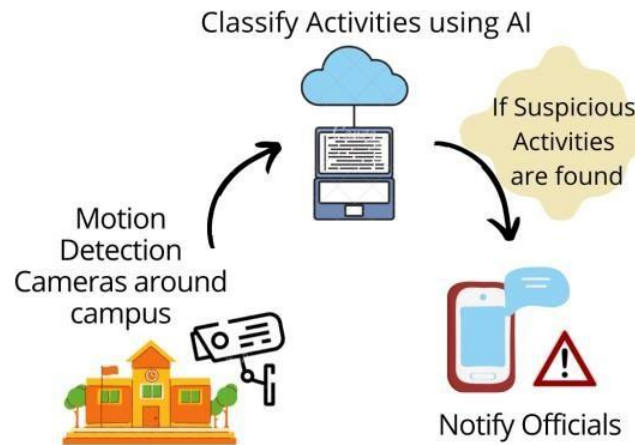 Classify Activities using AI
If Suspicious
Activities
are found
Motion
Detection
Cameras around
campus
Notify Officials